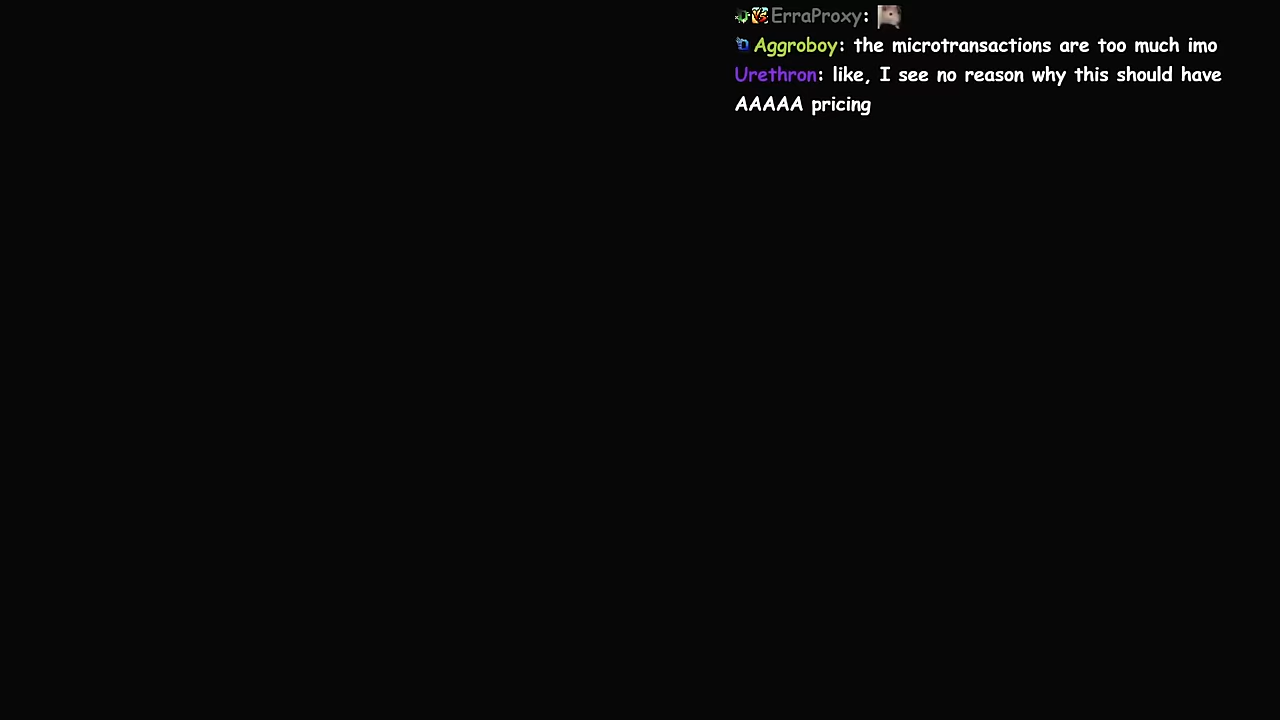 ErraProxy:
Aggroboy: the microtransactions are too much imo
Urethron: like, I see no reason why this should have
AAAAA pricing